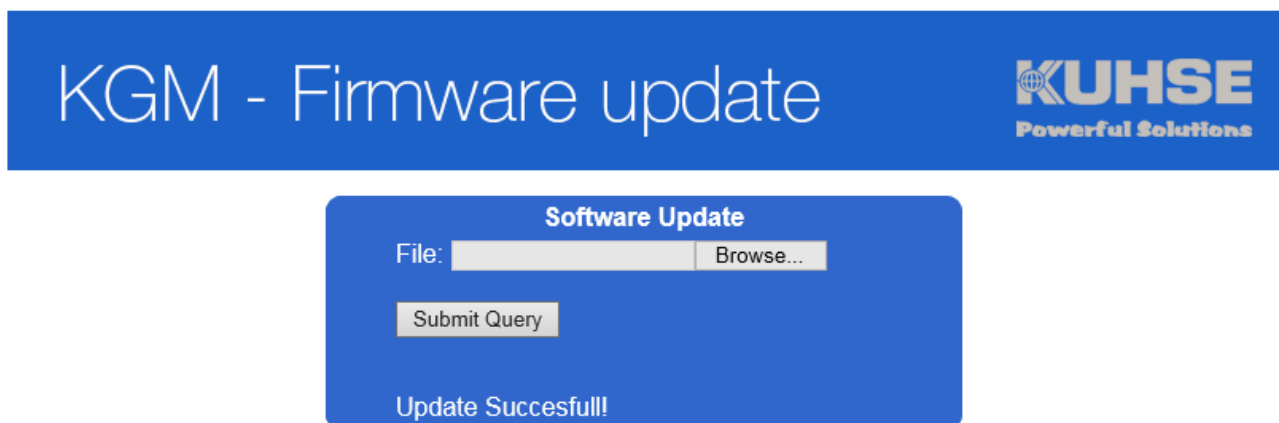 KGM - Firmware update
KUHSE
Powerful Solutions
Software Update
File: Browse...
Submit Query
Update Succesfull!